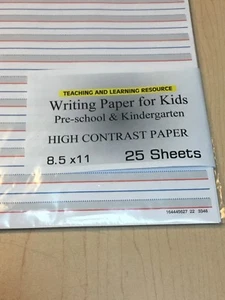 TEACHING AND LEARNING RESOURCE
Writing Paper for Kids
Pre-school & Kindergarten
HIGH CONTRAST PAPER
8.5 x11 25 Sheets